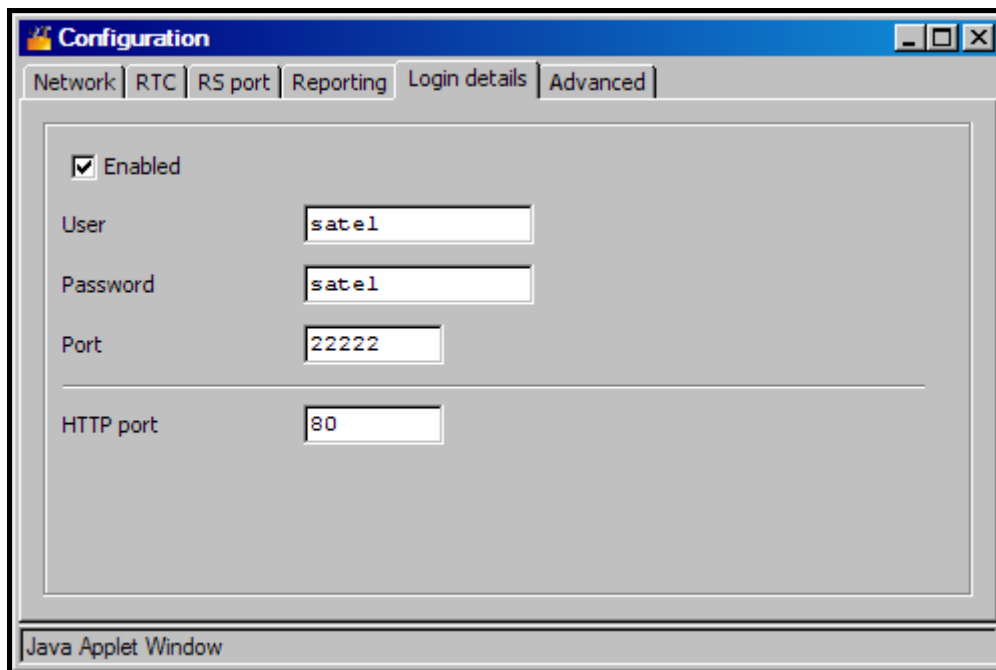 Configuration
Network RTC RS port Reporting Login details Advanced
Enabled
User satel
Password satel
Port 22222
HTTP port 80
Java Applet Window